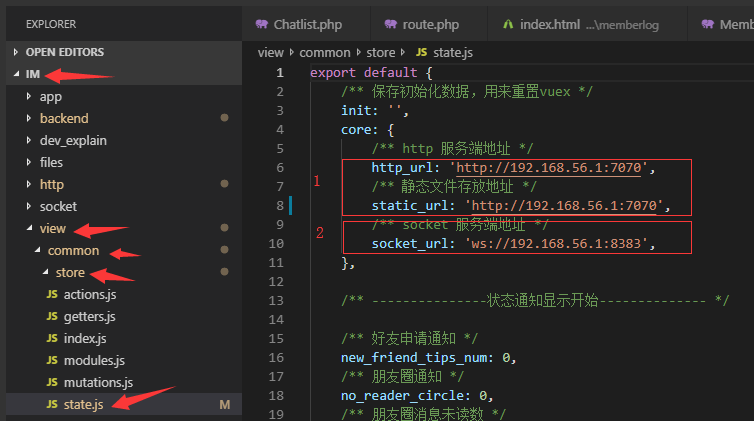 EXPLORER
Chatlist.php
route.php
index.html ...\memberlog
Memb
OPEN EDITORS
IM
app
backend
dev_explain
files
http
socket
view
common
store
JS actions.js
JS getters.js
JS index.js
JS modules.js
JS mutations.js
JS state.js M
view › common › store › JS state.js
1 export default {
2 /** 保存初始化数据，用来重置vuex */
3 init: '',
4 core: {
5 /** http 服务端地址 */
6 http_url: 'http://192.168.56.1:7070',
7 /** 静态文件存放地址 */
8 static_url: 'http://192.168.56.1:7070',
9 /** socket 服务端地址 */
10 socket_url: 'ws://192.168.56.1:8383',
11 },
12
13 /** ---------------状态通知显示开始-------------- */
14
15 /** 好友申请通知 */
16 new_friend_tips_num: 0,
17 /** 朋友圈通知 */
18 no_reader_circle: 0,
19 /** 朋友圈消息未读数 */
1
2